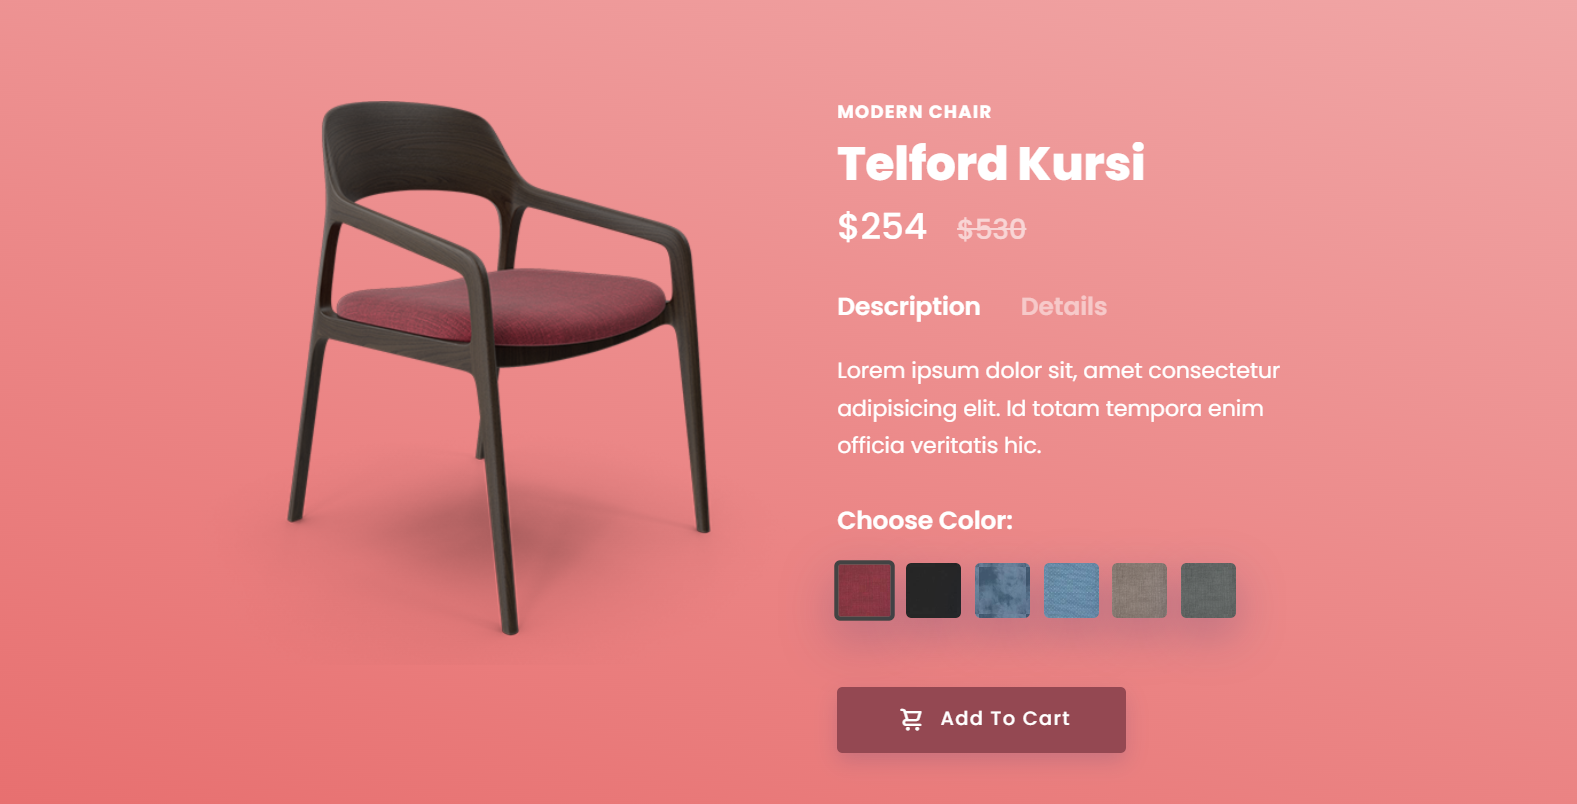 MODERN CHAIR
Telford Kursi
$254 $530
Description Details
Lorem ipsum dolor sit, amet consectetur
adipisicing elit. Id totam tempora enim
officia veritatis hic.
Choose Color:
Add To Cart